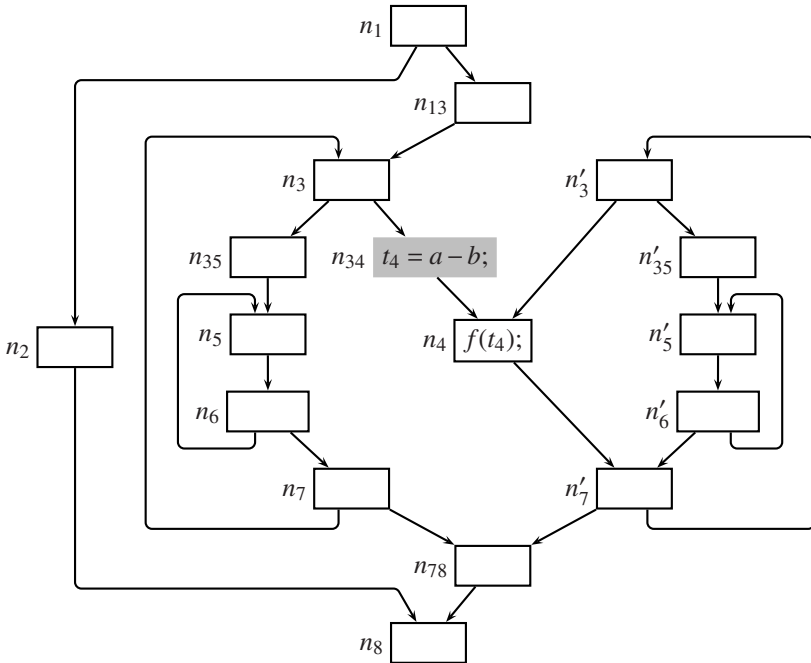 n1
n13
n3
n′3
n35
n34 t4 = a − b;
n′35
n2
n5
n4 f(t4);
n′5
n6
n′6
n7
n′7
n78
n8